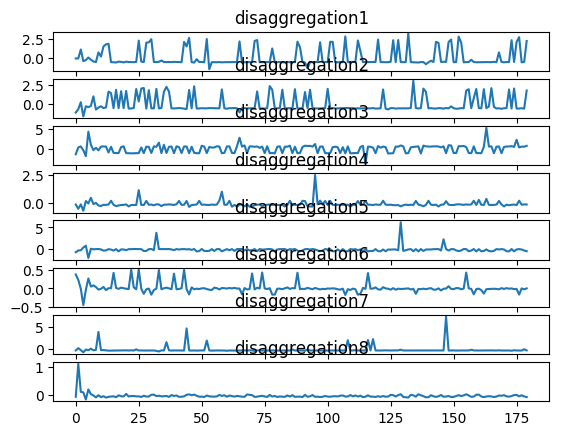 disaggregation1
2.5
0.0
disaggregation2
2.5
0.0
disaggregation3
5
0
disaggregation4
2.5
0.0
disaggregation5
5
0
disaggregation6
0.5
0.0
−0.5
disaggregation7
5
0
disaggregation8
1
0
0 25 50 75 100 125 150 175